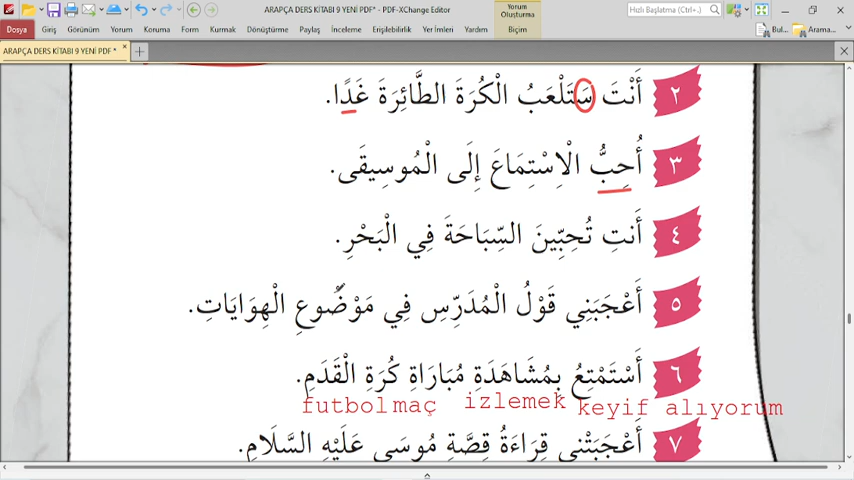 ARAPÇA DERS KİTABI 9 YENİ PDF* - PDF-XChange Editor
Yorum Oluşturma
Hızlı Başlatma (Ctrl+.)
Dosya Giriş Görünüm Yorum Koruma Dönüştürme Form Kurmak Paylaş İnceleme Erişilebilirlik Yer İmleri Yardım Biçim Bul... Arama...
ARAPÇA DERS KİTABI 9 YENİ PDF *
٢ أَنْتَ سَتَلْعَبُ الْكُرَةَ الطَّائِرَةَ غَدًا.
٣ أُحِبُّ الْاِسْتِمَاعَ إِلَى الْمُوسِيقَى.
٤ أَنتِ تُحِبِّينَ السِّبَاحَةَ فِي الْبَحْرِ.
٥ أَعْجَبَنِي قَوْلُ الْمُدَرِّسِ فِي مَوْضُوعِ الْهِوَايَاتِ.
٦ أَسْتَمْتِعُ بِمُشَاهَدَةِ مُبَارَاةِ كُرَةِ الْقَدَمِ.
futbolmaç izlemek keyif alıyorum
٧ أَعْجَبَتْنِي قِرَاءَةُ قِصَّةِ مُوسَى عَلَيْهِ السَّلَامِ.